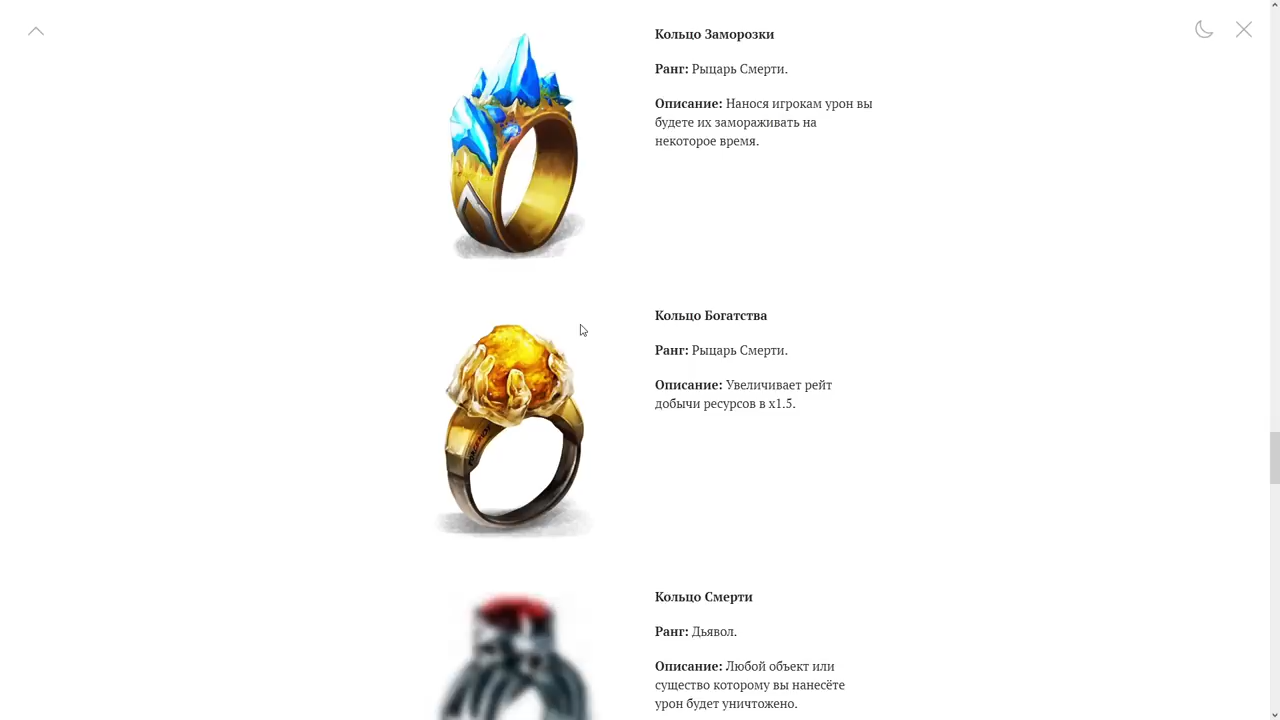 Кольцо Заморозки
Ранг: Рыцарь Смерти.
Описание: Нанося игрокам урон вы
будете их замораживать на
некоторое время.
Кольцо Богатства
Ранг: Рыцарь Смерти.
Описание: Увеличивает рейт
добычи ресурсов в x1.5.
Кольцо Смерти
Ранг: Дьявол.
Описание: Любой объект или
существо которому вы нанесёте
урон будет уничтожено.